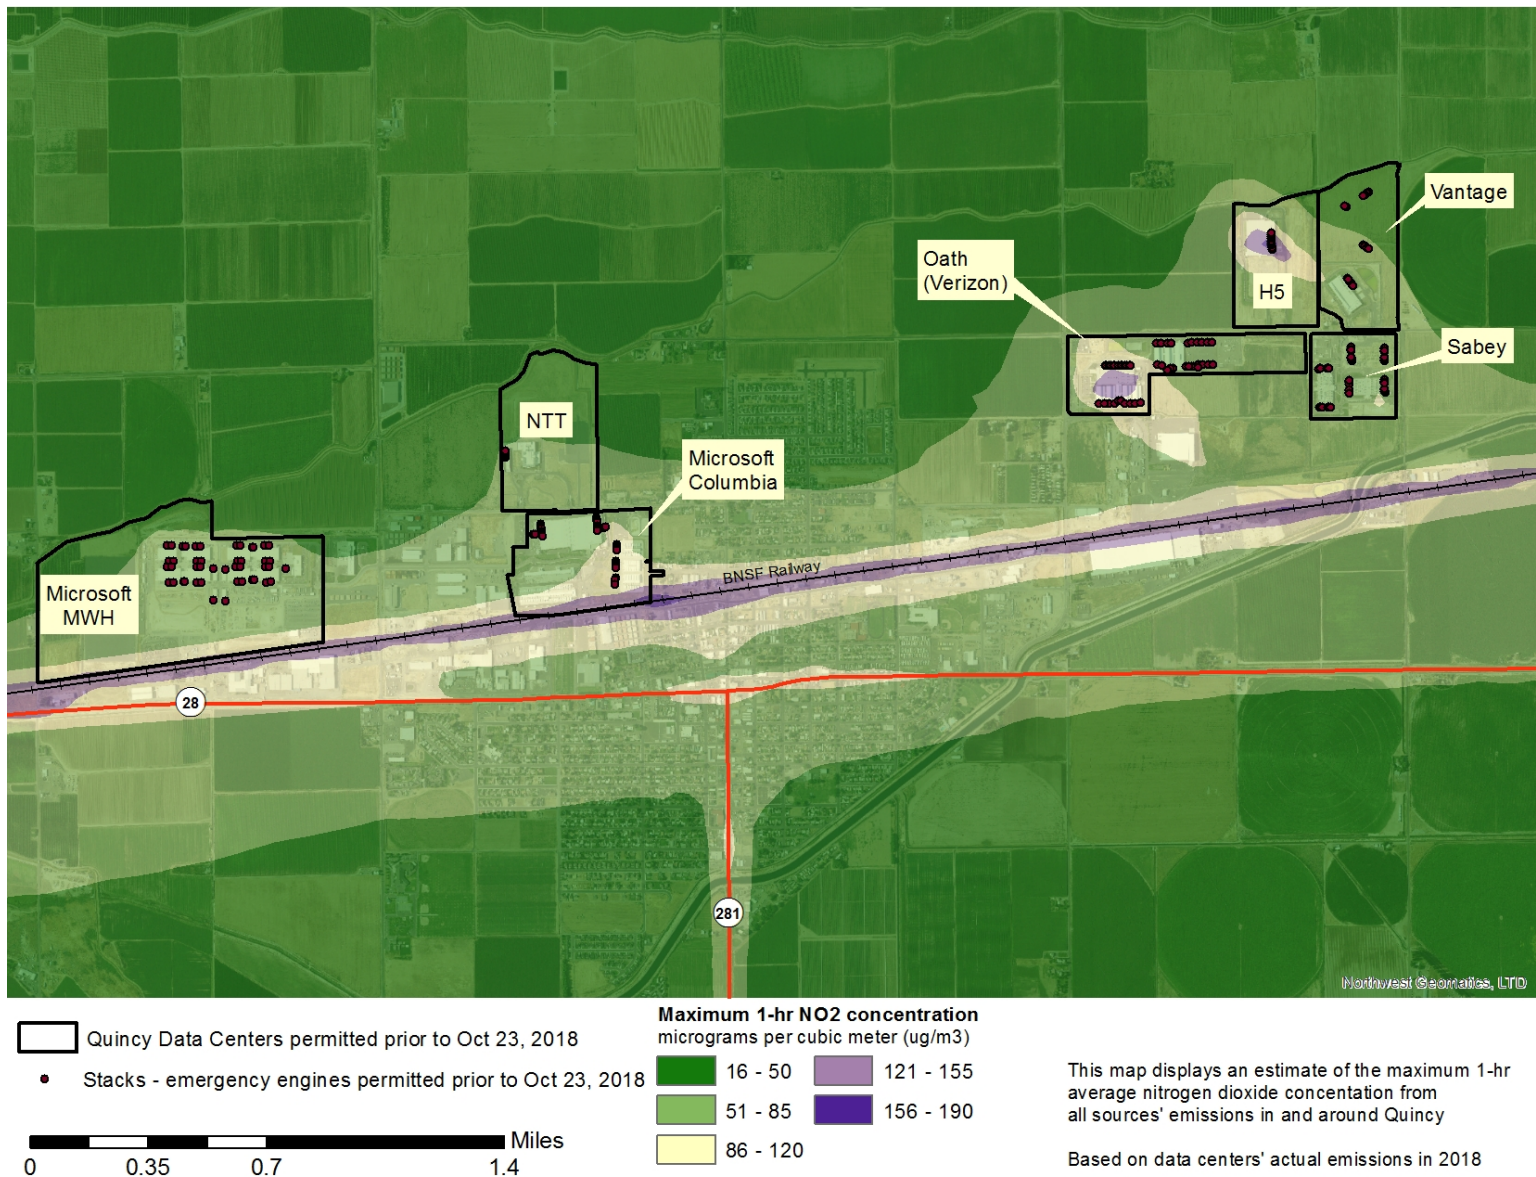 Vantage
Oath
(Verizon)
H5
Sabey
NTT
Microsoft
Columbia
BNSF Railway
Microsoft
MWH
28
281
Northwest Geomatics, LTD
Quincy Data Centers permitted prior to Oct 23, 2018
Stacks - emergency engines permitted prior to Oct 23, 2018
Miles
0
0.35
0.7
1.4
Maximum 1-hr NO2 concentration
micrograms per cubic meter (ug/m3)
16 - 50
51 - 85
86 - 120
121 - 155
156 - 190
This map displays an estimate of the maximum 1-hr
average nitrogen dioxide concentation from
all sources' emissions in and around Quincy
Based on data centers' actual emissions in 2018